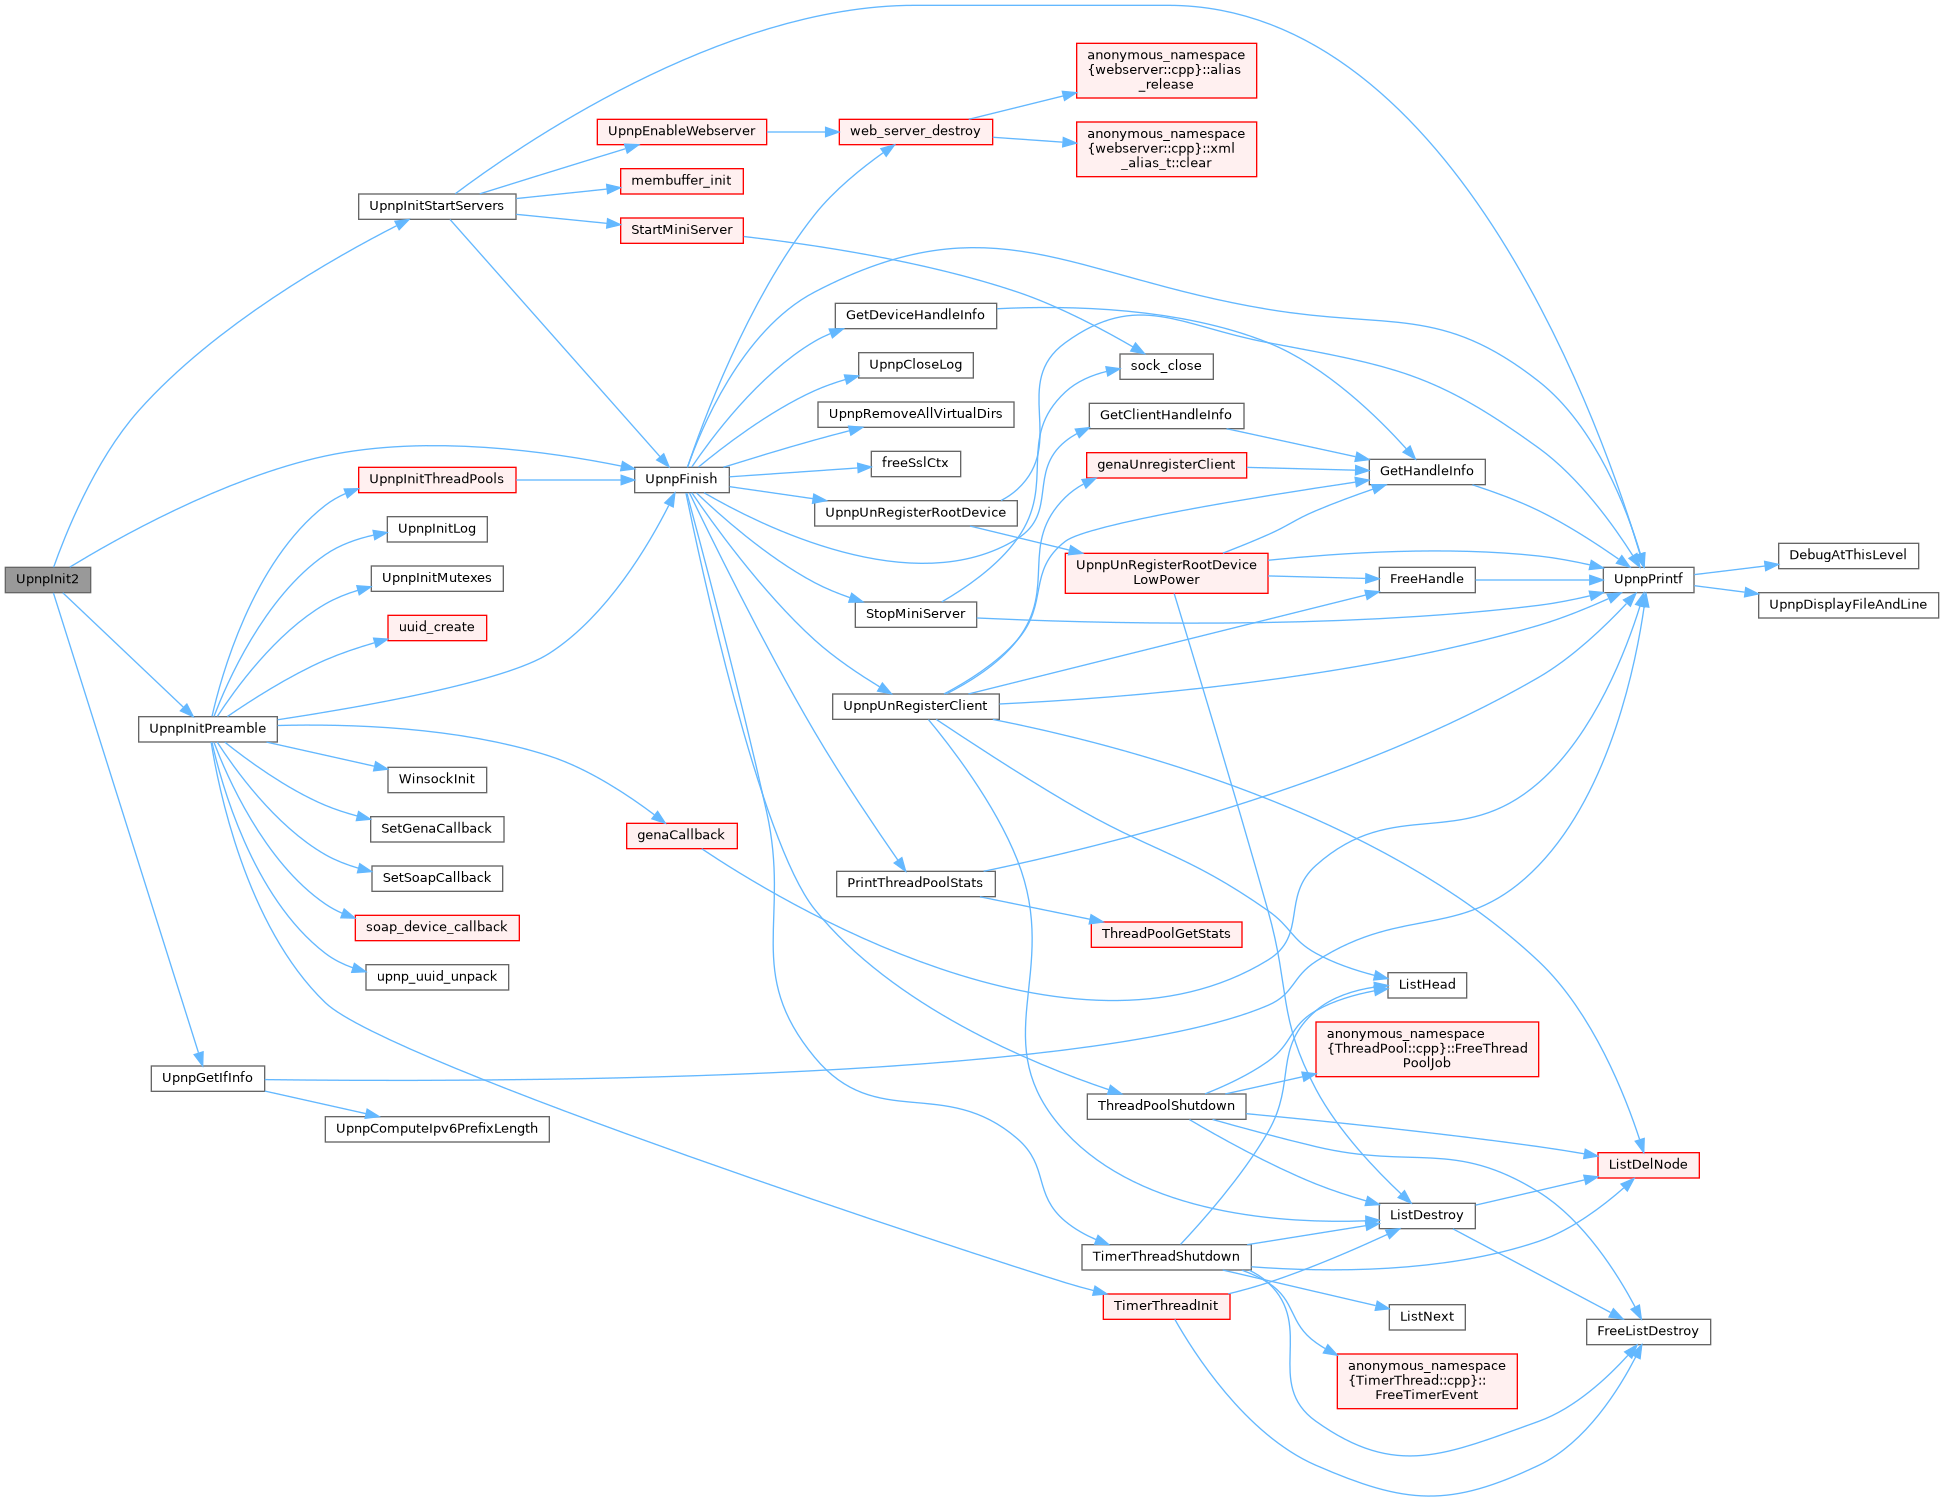 UpnpInit2
UpnpInitStartServers
UpnpInitThreadPools
UpnpInitLog
UpnpInitMutexes
uuid_create
UpnpInitPreamble
WinsockInit
SetGenaCallback
SetSoapCallback
soap_device_callback
upnp_uuid_unpack
UpnpGetIfInfo
UpnpComputeIpv6PrefixLength
UpnpEnableWebserver
membuffer_init
StartMiniServer
UpnpFinish
genaCallback
web_server_destroy
GetDeviceHandleInfo
UpnpCloseLog
UpnpRemoveAllVirtualDirs
freeSslCtx
UpnpUnRegisterRootDevice
StopMiniServer
UpnpUnRegisterClient
PrintThreadPoolStats
anonymous_namespace
{webserver::cpp}::alias
_release
anonymous_namespace
{webserver::cpp}::xml
_alias_t::clear
sock_close
GetClientHandleInfo
genaUnregisterClient
UpnpUnRegisterRootDevice
LowPower
ThreadPoolGetStats
ThreadPoolShutdown
TimerThreadShutdown
TimerThreadInit
GetHandleInfo
FreeHandle
ListHead
anonymous_namespace
{ThreadPool::cpp}::FreeThread
PoolJob
ListDestroy
ListNext
anonymous_namespace
{TimerThread::cpp}::
FreeTimerEvent
UpnpPrintf
ListDelNode
FreeListDestroy
DebugAtThisLevel
UpnpDisplayFileAndLine